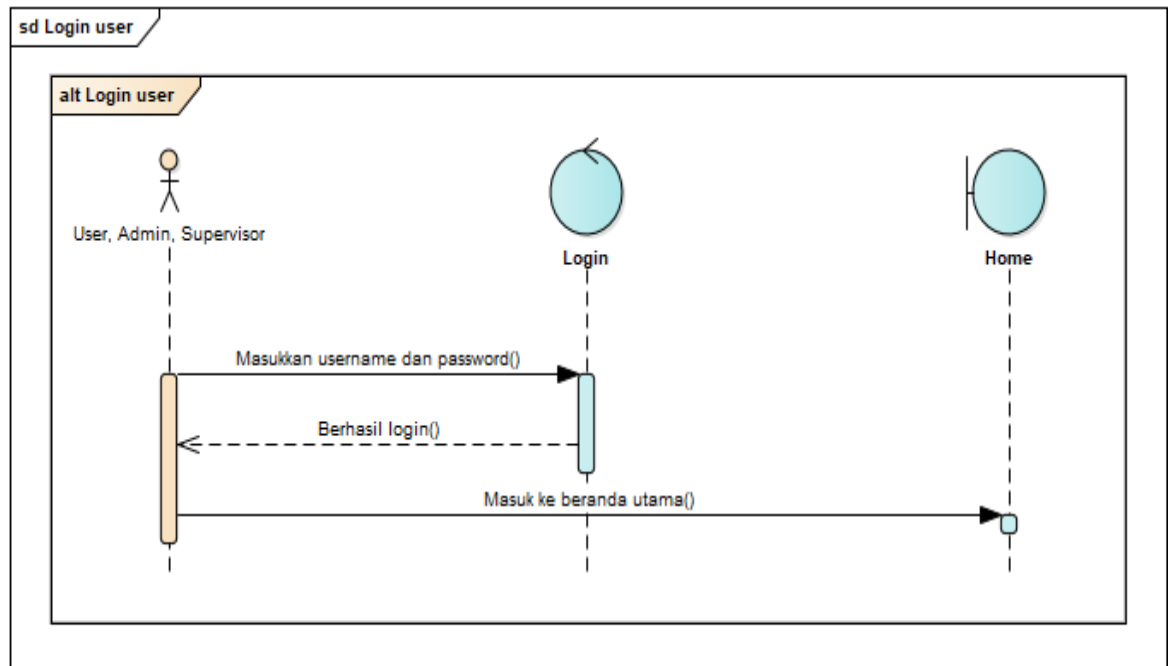 sd Login user
alt Login user
User, Admin, Supervisor
Login
Home
Masukkan username dan password()
Berhasil login()
Masuk ke beranda utama()